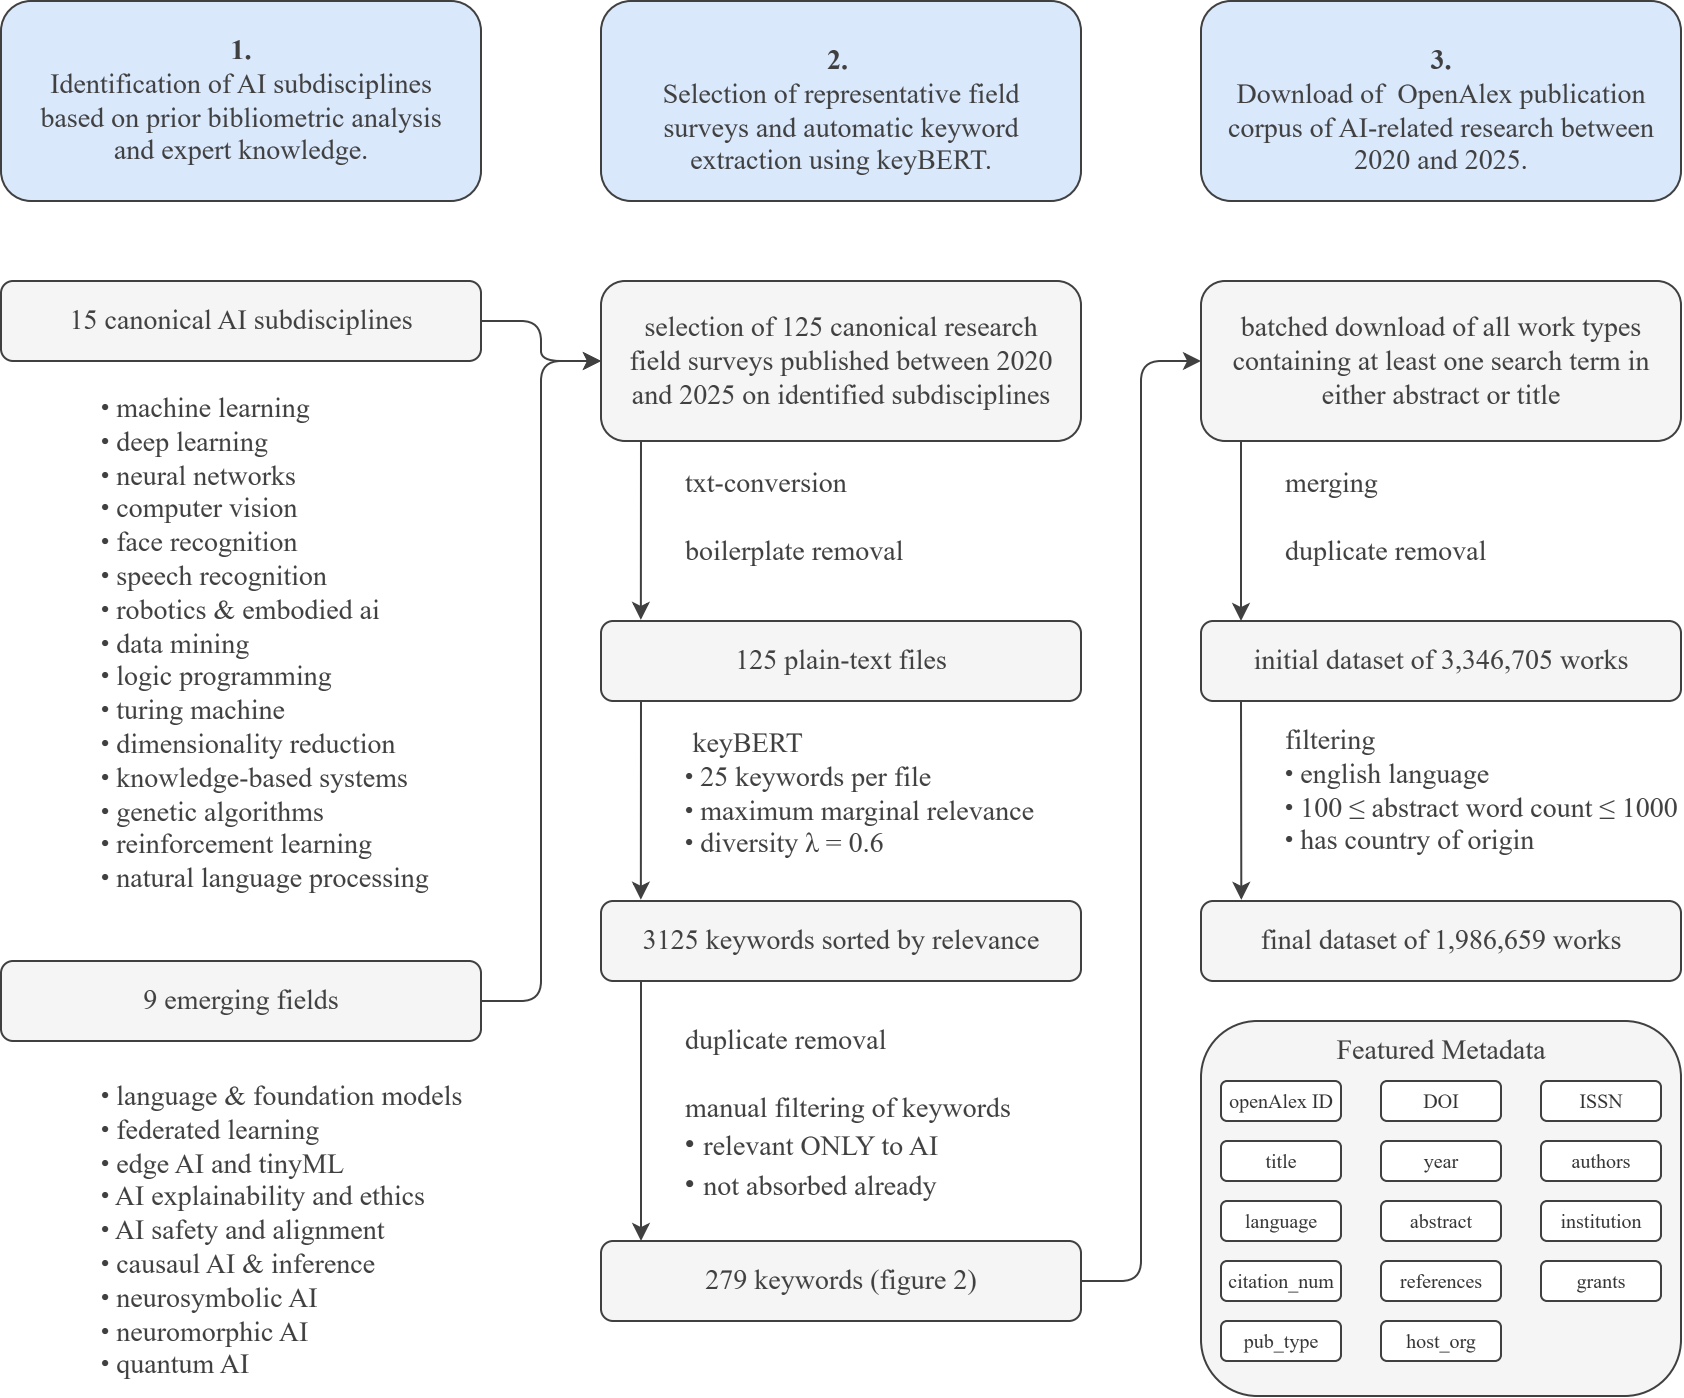 1.
Identification of AI subdisciplines
based on prior bibliometric analysis
and expert knowledge.
15 canonical AI subdisciplines
• machine learning
• deep learning
• neural networks
• computer vision
• face recognition
• speech recognition
• robotics & embodied ai
• data mining
• logic programming
• turing machine
• dimensionality reduction
• knowledge-based systems
• genetic algorithms
• reinforcement learning
• natural language processing
9 emerging fields
• language & foundation models
• federated learning
• edge AI and tinyML
• AI explainability and ethics
• AI safety and alignment
• causaul AI & inference
• neurosymbolic AI
• neuromorphic AI
• quantum AI
2.
Selection of representative field
surveys and automatic keyword
extraction using keyBERT.
selection of 125 canonical research
field surveys published between 2020
and 2025 on identified subdisciplines
txt-conversion
boilerplate removal
125 plain-text files
keyBERT
• 25 keywords per file
• maximum marginal relevance
• diversity λ = 0.6
3125 keywords sorted by relevance
duplicate removal
manual filtering of keywords
• relevant ONLY to AI
• not absorbed already
279 keywords (figure 2)
3.
Download of OpenAlex publication
corpus of AI-related research between
2020 and 2025.
batched download of all work types
containing at least one search term in
either abstract or title
merging
duplicate removal
initial dataset of 3,346,705 works
filtering
• english language
• 100 ≤ abstract word count ≤ 1000
• has country of origin
final dataset of 1,986,659 works
Featured Metadata
openAlex ID DOI ISSN
title year authors
language abstract institution
citation_num references grants
pub_type host_org